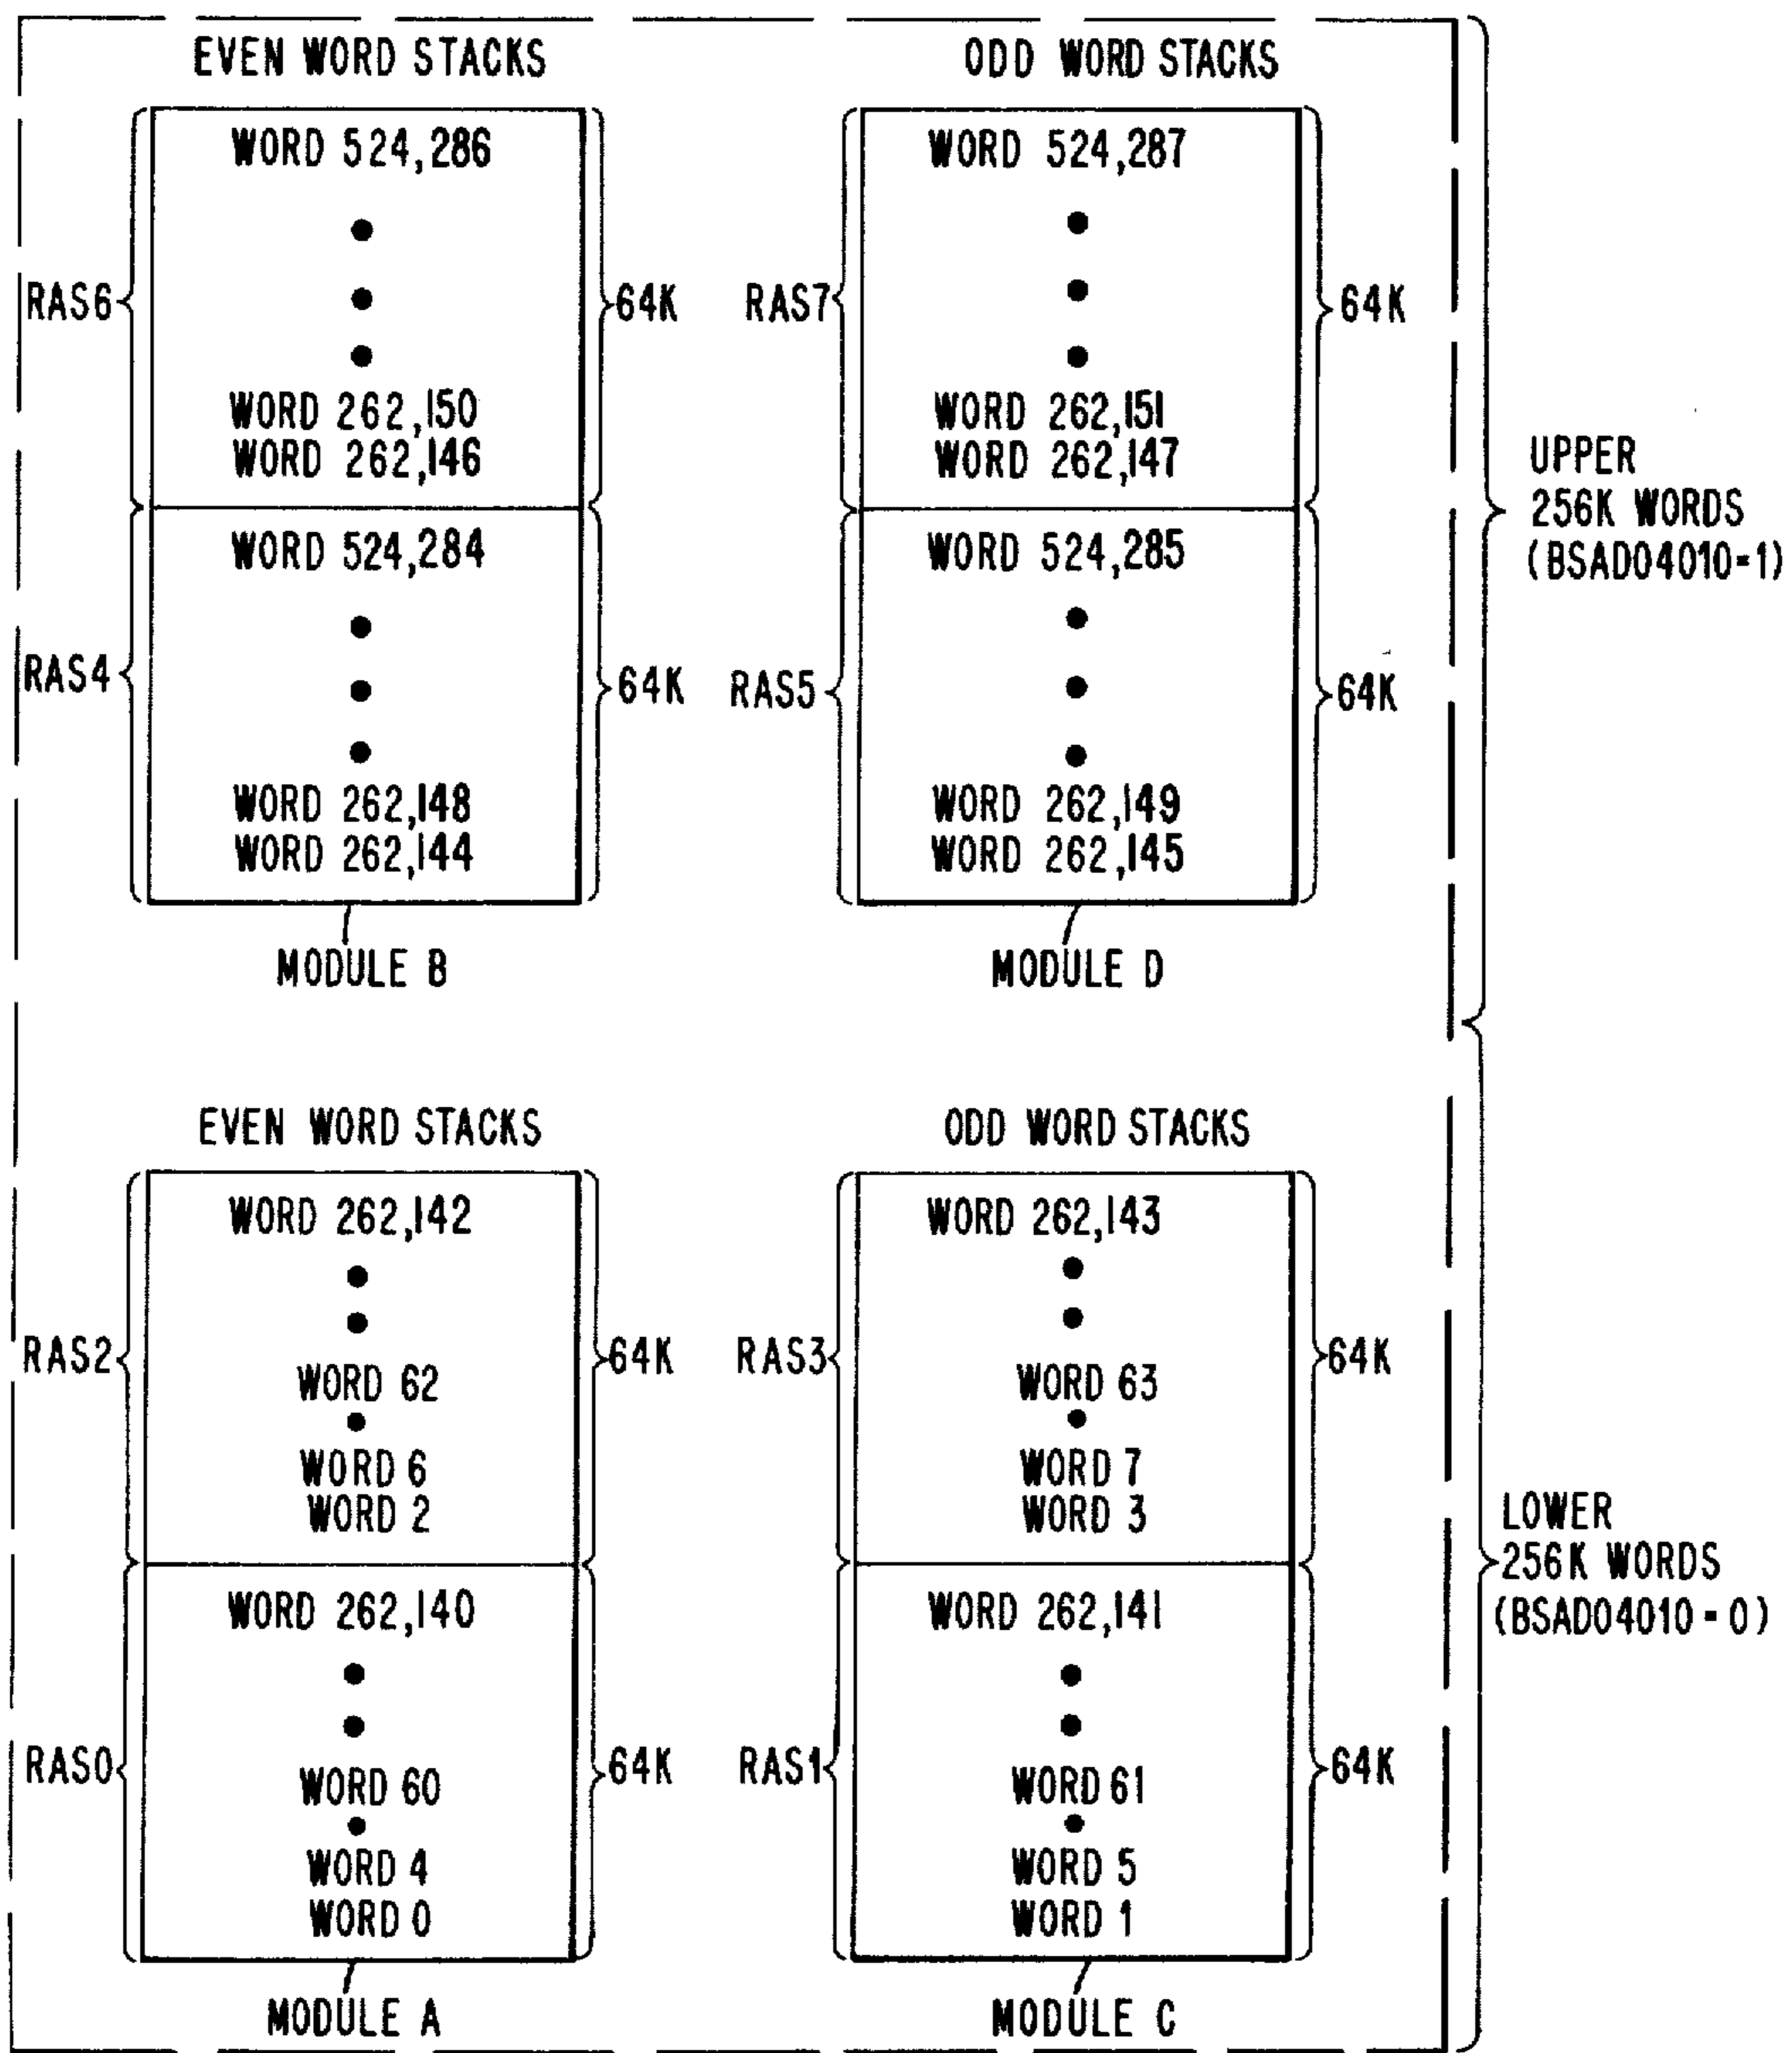 EVEN WORD STACKS
ODD WORD STACKS
WORD 524,286
RAS6
64K
WORD 262,150
WORD 262,146
WORD 524,287
RAS7
64K
WORD 262,151
WORD 262,147
WORD 524,284
RAS4
64K
WORD 262,148
WORD 262,144
MODULE B
WORD 524,285
RAS5
64K
WORD 262,149
WORD 262,145
MODULE D
UPPER
256K WORDS
(BSAD04010=1)
EVEN WORD STACKS
ODD WORD STACKS
WORD 262,142
RAS2
64K
WORD 62
WORD 6
WORD 2
WORD 262,143
RAS3
64K
WORD 63
WORD 7
WORD 3
WORD 262,140
RAS0
64K
WORD 60
WORD 4
WORD 0
MODULE A
WORD 262,141
RAS1
64K
WORD 61
WORD 5
WORD 1
MODULE C
LOWER
256K WORDS
(BSAD04010=0)